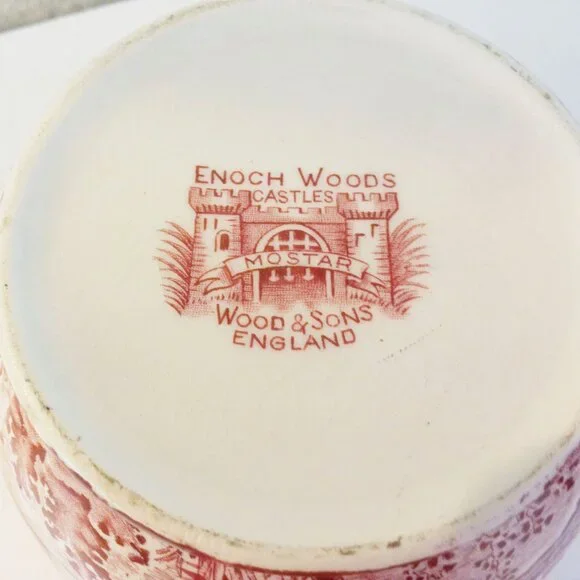 ENOCH WOODS
CASTLES
MOSTAR
WOOD & SONS
ENGLAND